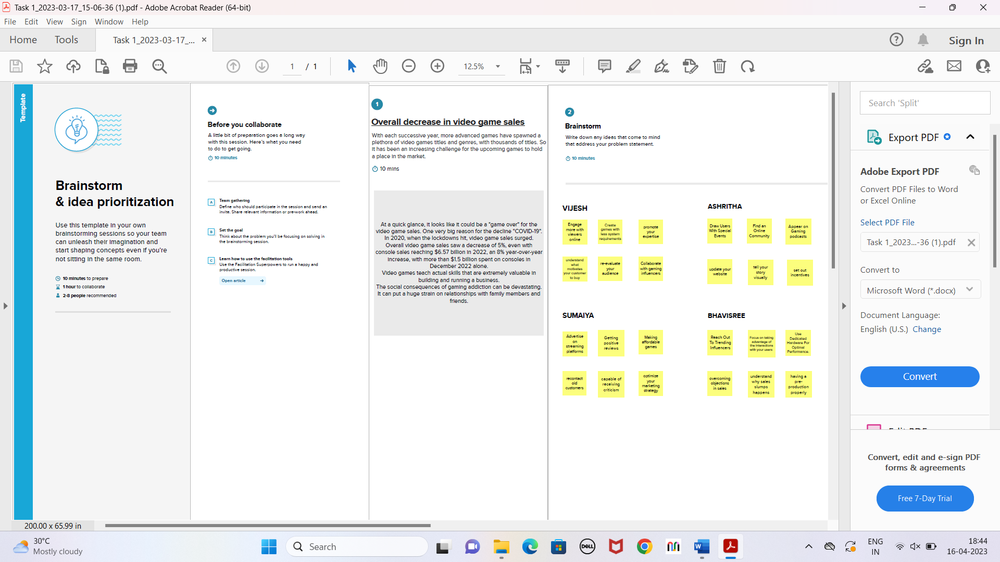 Task 1_2023-03-17_15-06-36 (1).pdf - Adobe Acrobat Reader (64-bit)
File Edit View Sign Window Help
Home Tools Task 1_2023-03-17_... Sign In
1 / 1 12.5%
Template
Brainstorm
& idea prioritization
Use this template in your own
brainstorming sessions so your team
can unleash their imagination and
start shaping concepts even if you're
not sitting in the same room.
10 minutes to prepare
1 hour to collaborate
2-8 people recommended
Before you collaborate
A little bit of preparation goes a long way
with this session. Here's what you need
to do to get going.
10 minutes
A Team gathering
Define who should participate in the session and send an
invite. Share relevant information or pre-work ahead.
B Set the goal
Think about the problem you'll be focusing on solving in
the brainstorming session.
C Learn how to use the facilitation tools
Use the Facilitation Superpowers to run a happy and
productive session.
Open article
1
Overall decrease in video game sales
With each successive year, more advanced games have spawned a
plethora of video games titles and genres, with thousands of titles. So
it has been an increasing challenge for the upcoming games to hold
a place in the market.
10 mins
At a quick glance, it looks like it could be a "game over" for the
video game sales. One very big reason for the decline "COVID-19".
In 2020, when the lockdowns hit, video game sales surged.
Overall video game sales saw a decrease of 5%, even with
console sales reaching $6.57 billion in 2022, an 8% year-over-year
increase, with more than $1.5 billion spent on consoles in
December 2022 alone.
Video games teach actual skills that are extremely valuable in
building and running a business.
The social consequences of gaming addiction can be devastating.
It can put a huge strain on relationships with family members and
friends.
2
Brainstorm
Write down any ideas that come to mind
that address your problem statement.
10 minutes
VIJESH
Engage
more with
viewers
online
Create
games with
less system
requirements
promote
your
expertise
understand
what
motivates
your customer
to buy
re-evaluate
your
audience
Collaborate
with gaming
influencers
ASHRITHA
Draw Users
With Special
Events
Find an
Online
Community
Appear on
Gaming
podcasts
update your
website
tell your
story
visually
set out
incentives
SUMAIYA
Advertise
on
streaming
platforms
Getting
positive
reviews
Making
affordable
games
recontact
old
customers
capable of
receiving
criticism
optimize
your
marketing
strategy
BHAVISREE
Reach Out
To Trending
Influencers
Focus on taking
advantage of
the interactions
with your users
Use
Dedicated
Hardware For
Optimal
Performance.
overcoming
objections
in sales
understand
why sales
slumps
happens
having a
pre-
production
properly
200.00 x 65.99 in
Search 'Split'
Export PDF
Adobe Export PDF
Convert PDF Files to Word
or Excel Online
Select PDF File
Task 1_2023...-36 (1).pdf
Convert to
Microsoft Word (*.docx)
Document Language:
English (U.S.) Change
Convert
Edit PDF
Convert, edit and e-sign PDF
forms & agreements
Free 7-Day Trial
30°C
Mostly cloudy
Search
DELL
W
ENG
IN
18:44
16-04-2023